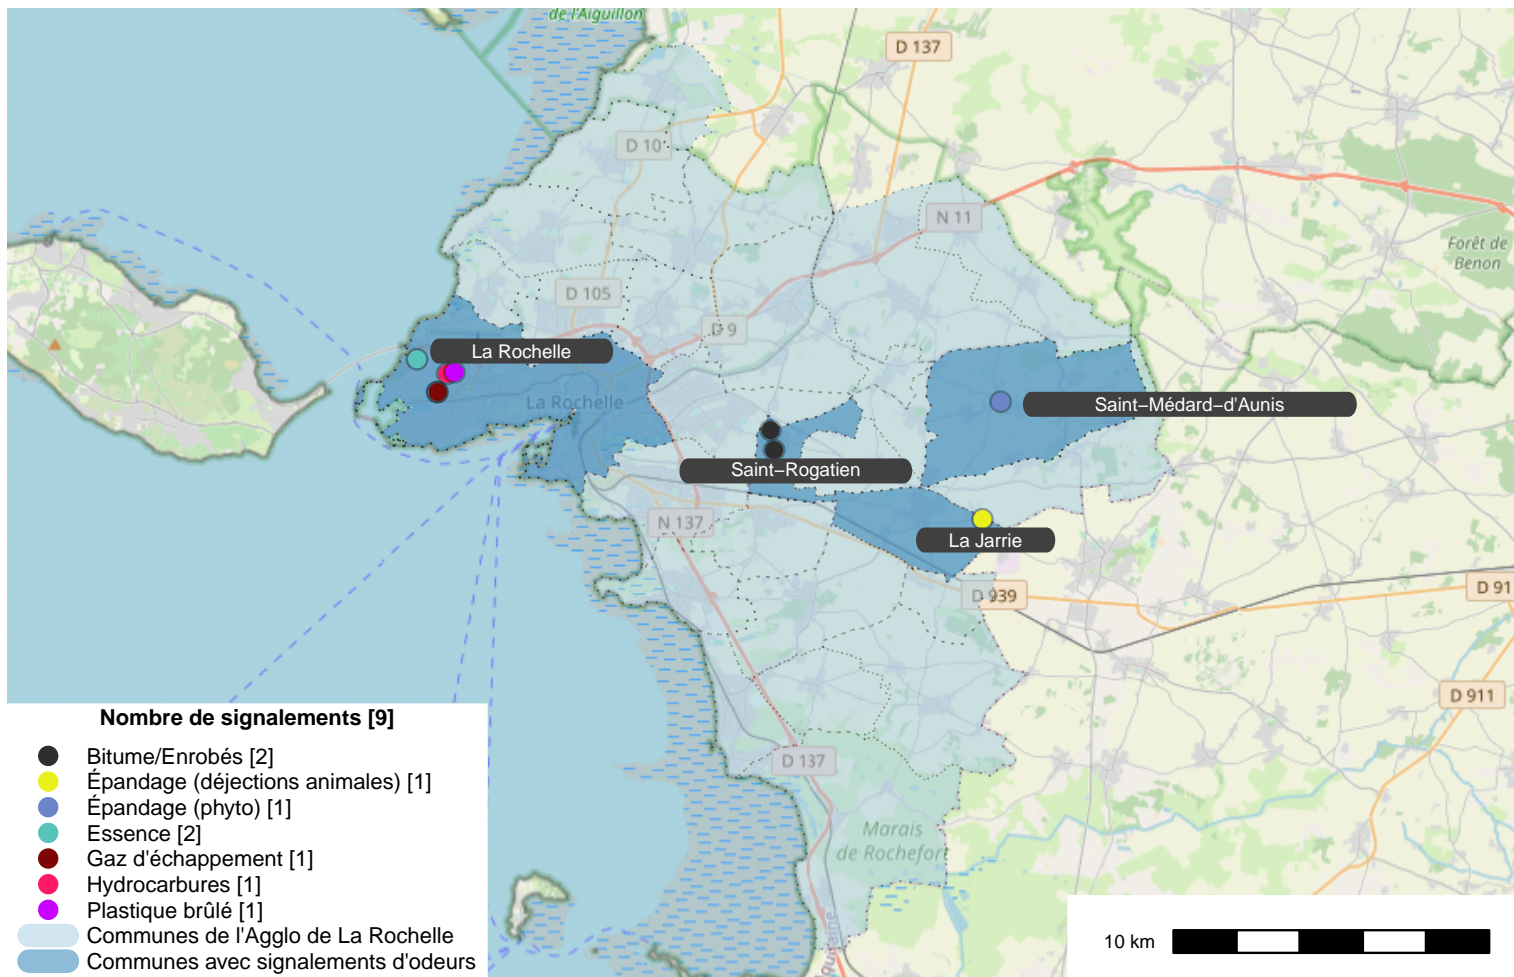 de l'Aiguillon
D 137
D 10
N 11
Forêt de
Benon
D 105
D 9
La Rochelle
La Rochelle
Saint-Médard-d'Aunis
Saint-Rogatien
N 137
La Jarrie
D 939
D 91
D 911
D 137
Marais
de Rochefort
Nombre de signalements [9]
Bitume/Enrobés [2]
Épandage (déjections animales) [1]
Épandage (phyto) [1]
Essence [2]
Gaz d'échappement [1]
Hydrocarbures [1]
Plastique brûlé [1]
Communes de l'Agglo de La Rochelle
Communes avec signalements d'odeurs
10 km